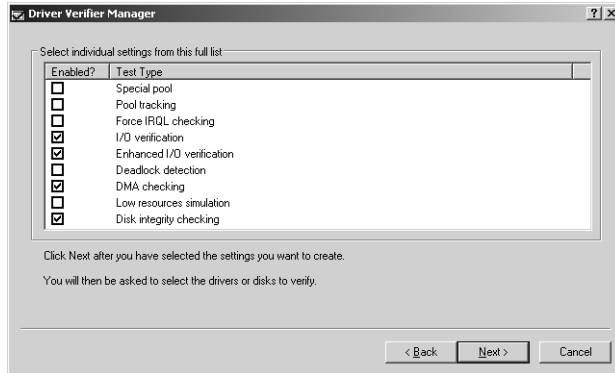 Driver Verifier Manager
Select individual settings from this full list
Enabled? Test Type
Special pool
Pool tracking
Force IRQL checking
I/O verification
Enhanced I/O verification
Deadlock detection
DMA checking
Low resources simulation
Disk integrity checking
Click Next after you have selected the settings you want to create.
You will then be asked to select the drivers or disks to verify.
< Back Next > Cancel